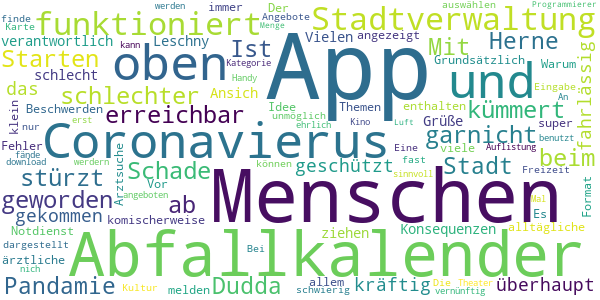 finde werden immer Der Angebote auswählen Programmierer
Karte funktioniert App Menge Stadtverwaltung
verantwortlich Leschny Vielen angezeigt Mit Herne
Starten oben kann Ist Kategorie Grundsätzlich Warum Eingabe
schlecht Ansich Handy und An
das schlechter Idee Themen enthalten kümmert
klein Beschwerden erreichbar unmöglich Grüße super fahrlässig
nur erst ehrlich Kino Luft Auflistung benutzt
Fehler Coronavierus Eine viele garnicht beim
download werdern fände Schade geschützt fast Stadt Freizeit
stürzt Arztsuche Vor können sinnvoll Mal
geworden angeboten ab Menschen Es Format
gekommen komischerweise Konsequenzen alltägliche
Notdienst Abfallkalender ziehen
dargestellt Bei
ärztliche nich allem kräftig überhaupt
Pandamie Kultur melden Dudda schwierig Die Theater vernünftig